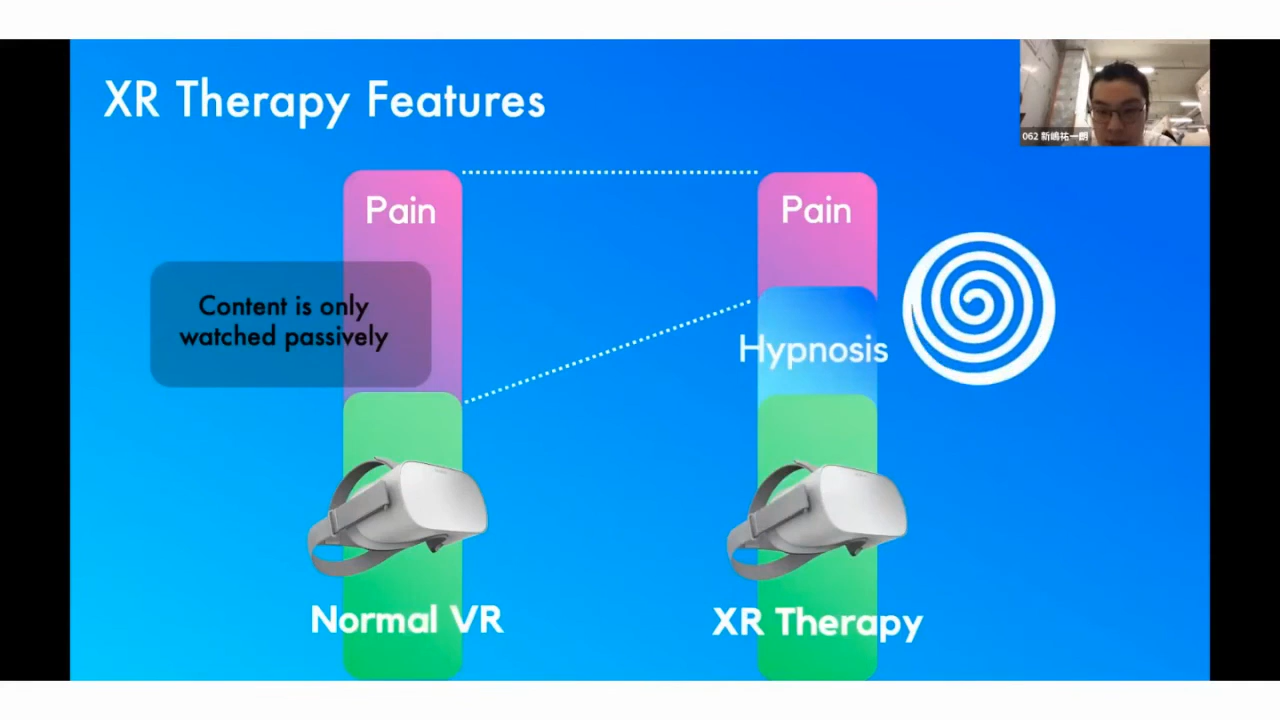 XR Therapy Features
062 新嶋祐一朗
Pain
Pain
Content is only
watched passively
Hypnosis
Normal VR
XR Therapy